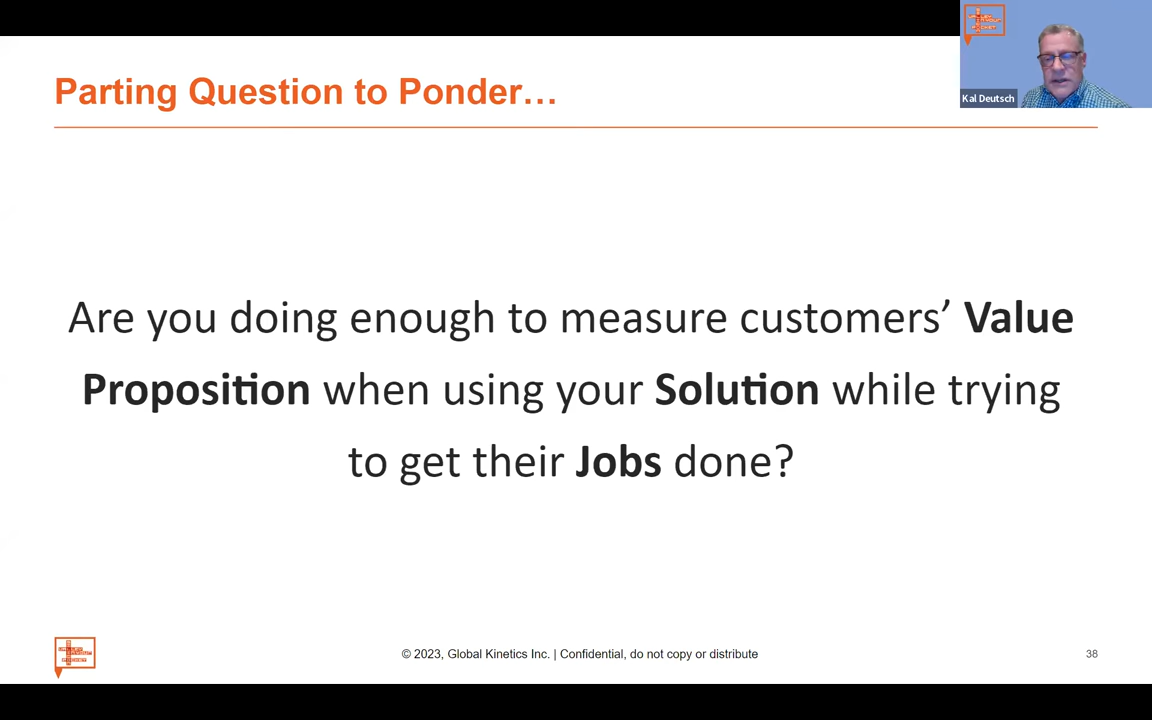 Parting Question to Ponder…
Kal Deutsch
Are you doing enough to measure customers’ Value
Proposition when using your Solution while trying
to get their Jobs done?
© 2023, Global Kinetics Inc. | Confidential, do not copy or distribute
38